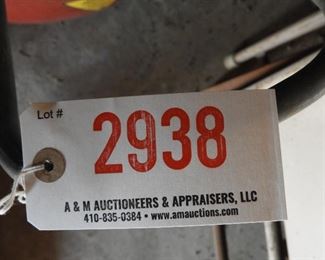 Lot #
2938
A & M AUCTIONEERS & APPRAISERS, LLC
410-835-0384 • www.amauctions.com